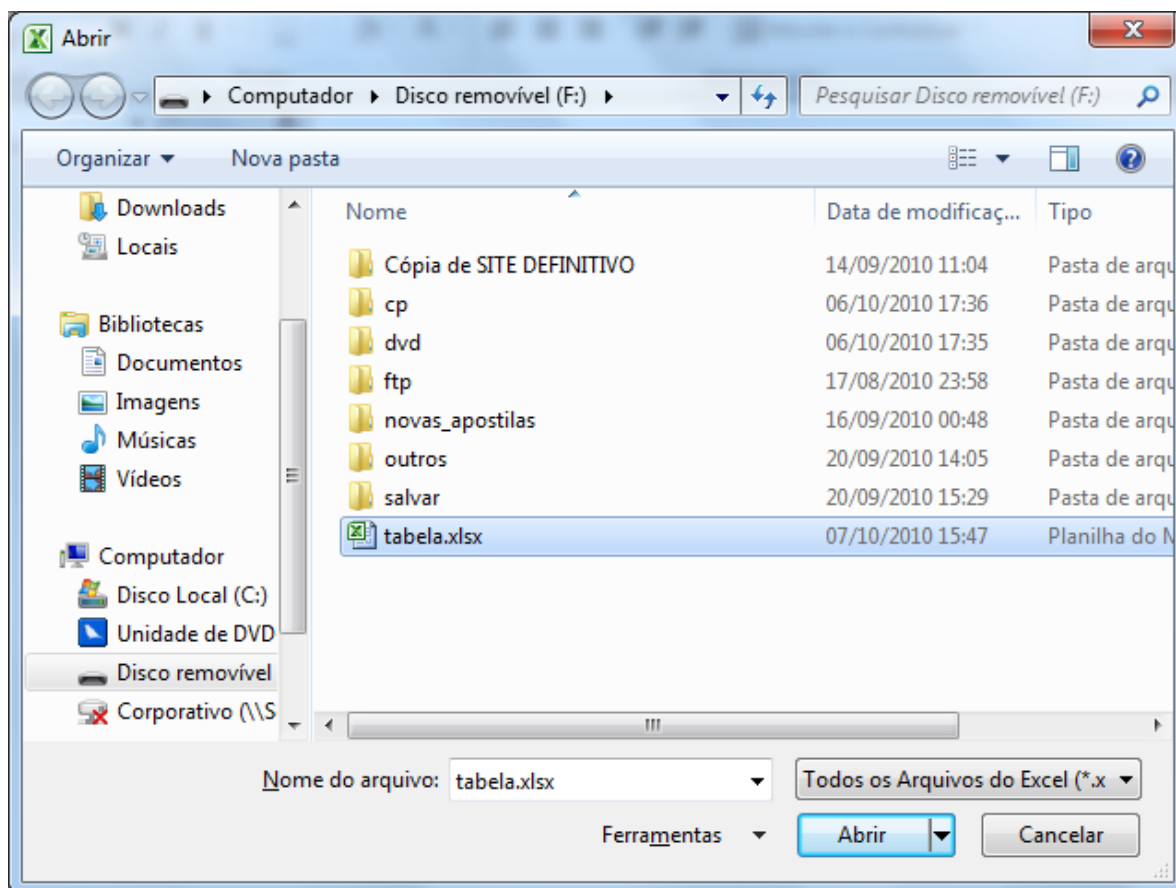 Abrir
Computador Disco removível (F:) Pesquisar Disco removível (F:)
Organizar Nova pasta
Downloads
Locais
Bibliotecas
Documentos
Imagens
Músicas
Vídeos
Computador
Disco Local (C:)
Unidade de DVD
Disco removível
Corporativo (\\S
Nome Data de modificaç... Tipo
Cópia de SITE DEFINITIVO 14/09/2010 11:04 Pasta de arqu
cp 06/10/2010 17:36 Pasta de arqu
dvd 06/10/2010 17:35 Pasta de arqu
ftp 17/08/2010 23:58 Pasta de arqu
novas_apostilas 16/09/2010 00:48 Pasta de arqu
outros 20/09/2010 14:05 Pasta de arqu
salvar 20/09/2010 15:29 Pasta de arqu
tabela.xlsx 07/10/2010 15:47 Planilha do M
Nome do arquivo: tabela.xlsx Todos os Arquivos do Excel (*.x
Ferramentas Abrir Cancelar